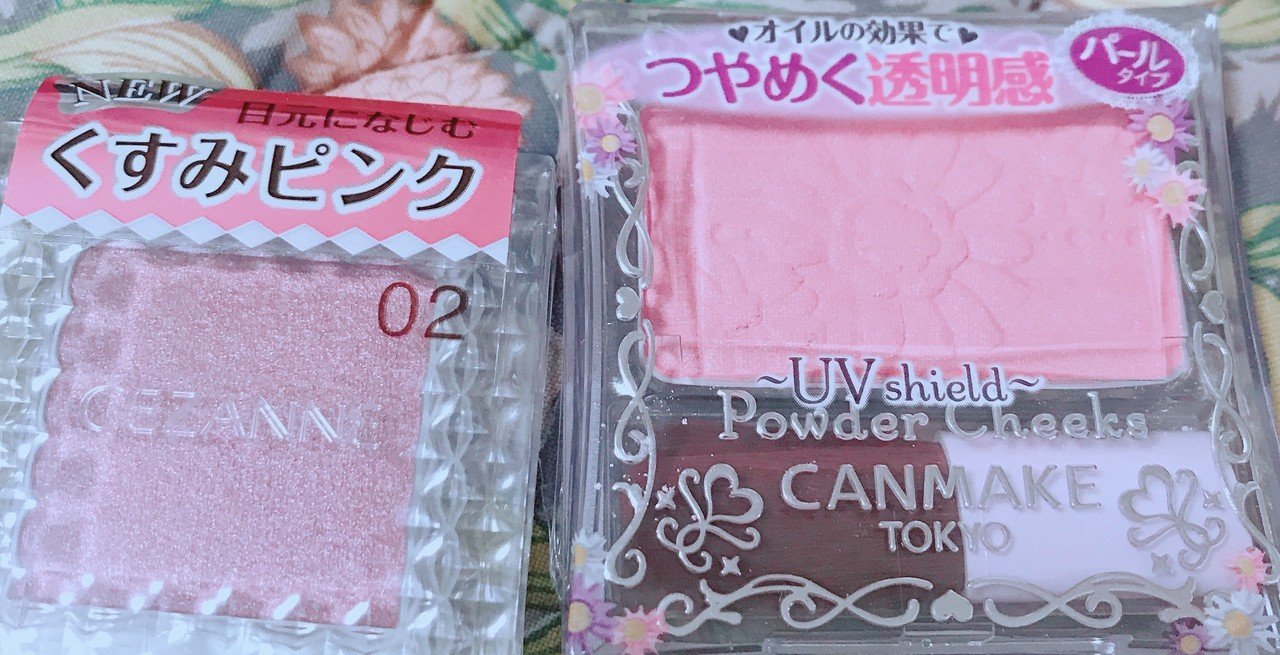 NEW
目元になじむ
くすみピンク
02
CEZANNE
オイルの効果で
つやめく透明感
パール
タイプ
~UV shield~
Powder Cheeks
CANMAKE
TOKYO